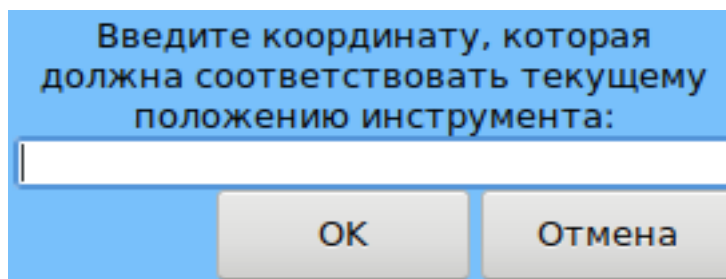 Введите координату, которая
должна соответствовать текущему
положению инструмента:
OK
Отмена